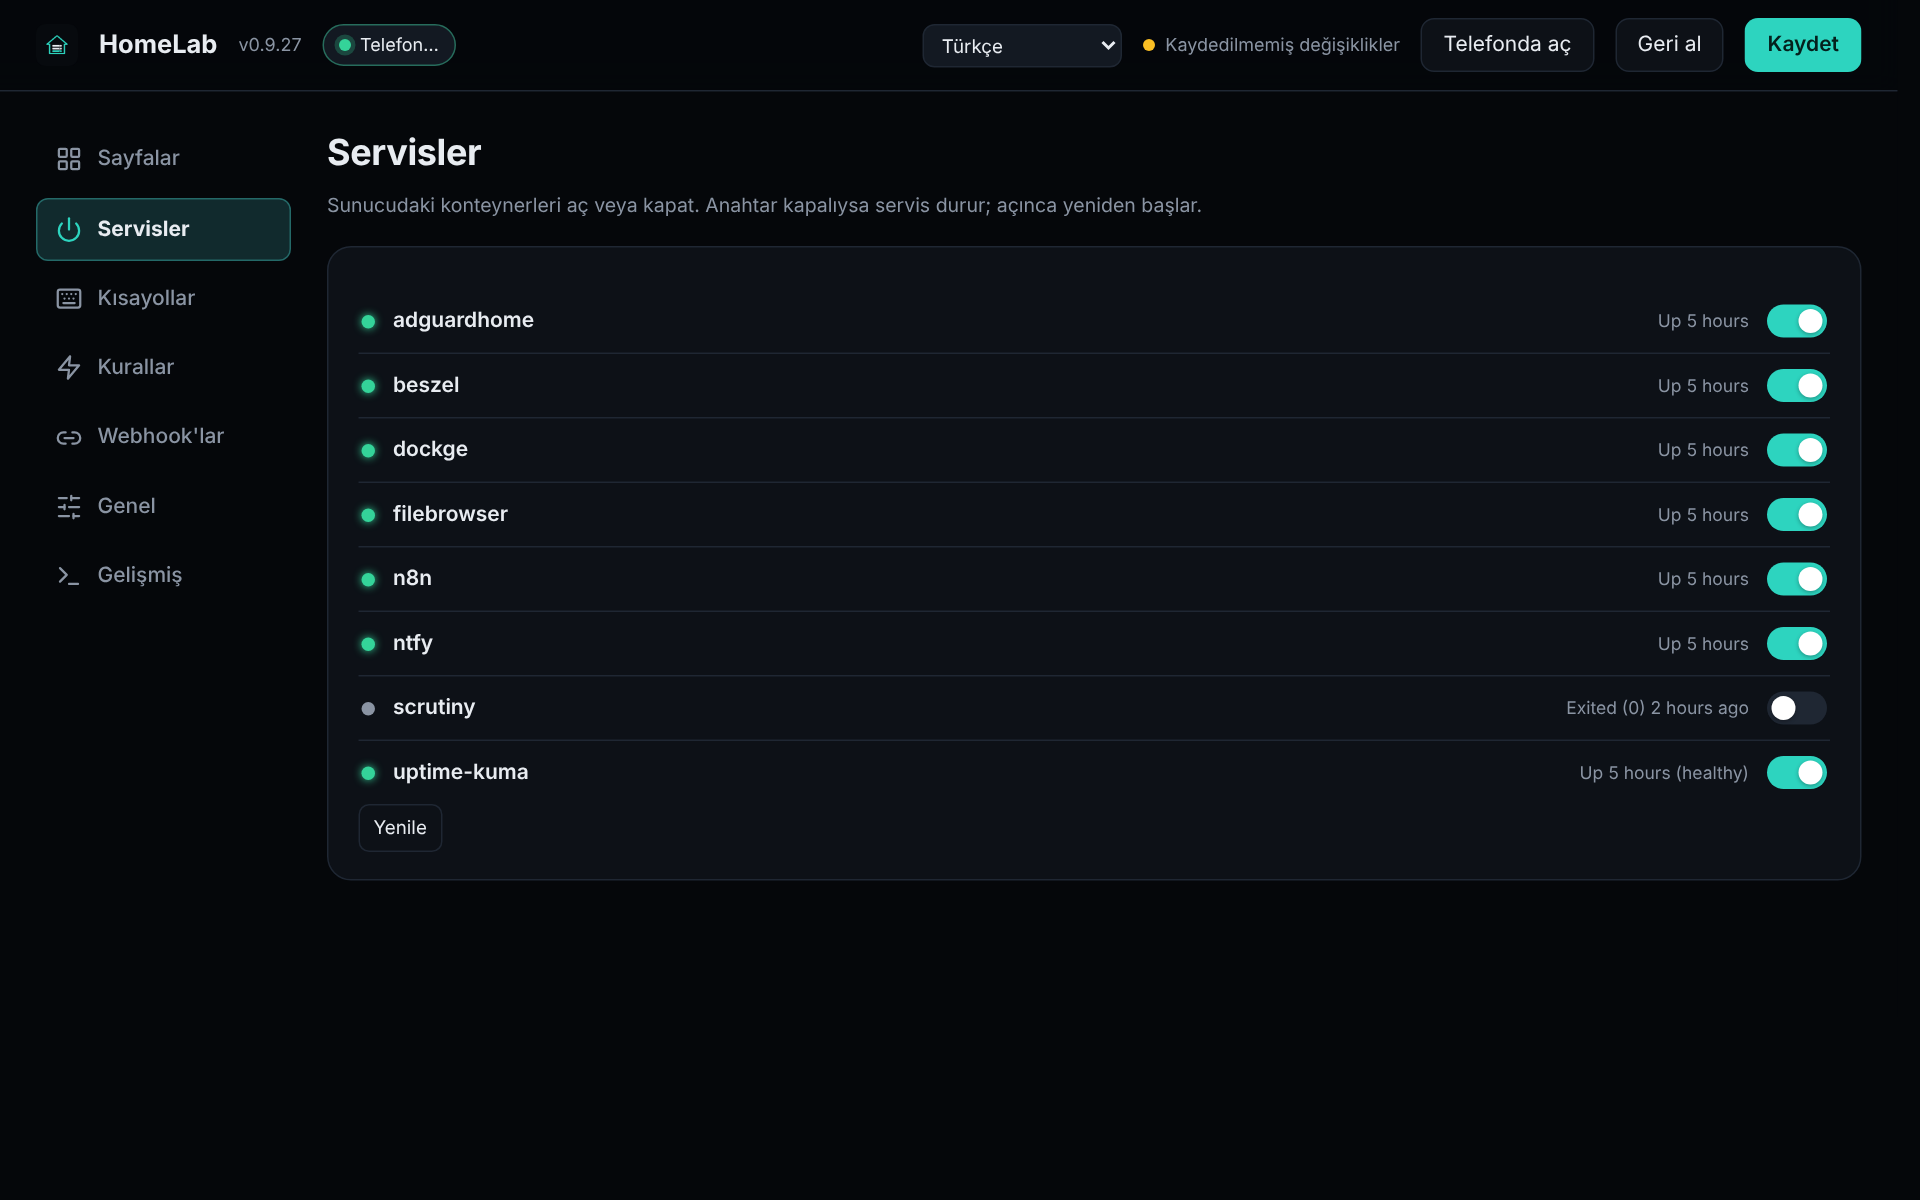 HomeLab v0.9.27 Telefon... Türkçe Kaydedilmemiş değişiklikler Telefonda aç Geri al Kaydet
Sayfalar
Servisler
Kısayollar
Kurallar
Webhook'lar
Genel
Gelişmiş
Servisler
Sunucudaki konteynerleri aç veya kapat. Anahtar kapalıysa servis durur; açınca yeniden başlar.
adguardhome Up 5 hours
beszel Up 5 hours
dockge Up 5 hours
filebrowser Up 5 hours
n8n Up 5 hours
ntfy Up 5 hours
scrutiny Exited (0) 2 hours ago
uptime-kuma Up 5 hours (healthy)
Yenile